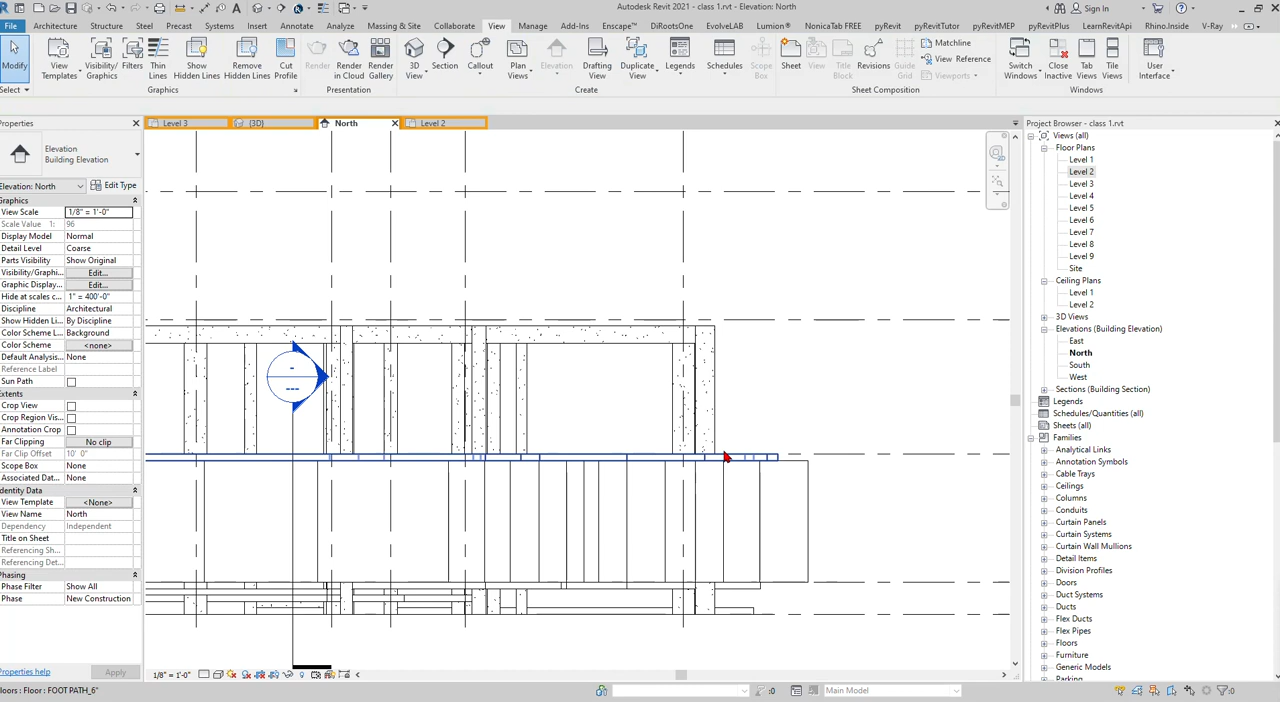 Autodesk Revit 2021 - class 1.rvt - Elevation: North
Sign In
File Architecture Structure Steel Precast Systems Insert Annotate Analyze Massing & Site Collaborate View Manage Add-Ins Enscape™ DiRootsOne EvolveLAB Lumion® NonicaTab FREE pyRevit pyRevitTutor pyRevitMEP pyRevitPlus LearnRevitApi Rhino.Inside V-Ray
Modify
View Templates
Visibility/ Graphics
Filters
Thin Lines
Show Hidden Lines
Remove Hidden Lines
Cut Profile
Render
Render in Cloud
Render Gallery
3D View
Section
Callout
Plan Views
Elevation
Drafting View
Duplicate View
Legends
Schedules
Scope Box
Sheet
View
Title Block
Revisions
Guide Grid
Matchline
View Reference
Viewports
Switch Windows
Close Inactive
Tab Views
Tile Views
User Interface
Select Graphics Presentation Create Sheet Composition Windows
Level 3 {3D} North Level 2
Properties
Elevation
Building Elevation
Elevation: North Edit Type
Graphics
View Scale 1/8" = 1'-0"
Scale Value 1: 96
Display Model Normal
Detail Level Coarse
Parts Visibility Show Original
Visibility/Graphi... Edit...
Graphic Display... Edit...
Hide at scales c... 1" = 400'-0"
Discipline Architectural
Show Hidden Li... By Discipline
Color Scheme L... Background
Color Scheme <none>
Default Analysis... None
Reference Label
Sun Path
Extents
Crop View
Crop Region Vis...
Annotation Crop
Far Clipping No clip
Far Clip Offset 10' 0"
Scope Box None
Associated Dat... None
Identity Data
View Template <None>
View Name North
Dependency Independent
Title on Sheet
Referencing Sh...
Referencing Det...
Phasing
Phase Filter Show All
Phase New Construction
Properties help Apply
Project Browser - class 1.rvt
Views (all)
Floor Plans
Level 1
Level 2
Level 3
Level 4
Level 5
Level 6
Level 7
Level 8
Level 9
Site
Ceiling Plans
Level 1
Level 2
3D Views
Elevations (Building Elevation)
East
North
South
West
Sections (Building Section)
Legends
Schedules/Quantities (all)
Sheets (all)
Families
Analytical Links
Annotation Symbols
Cable Trays
Ceilings
Columns
Conduits
Curtain Panels
Curtain Systems
Curtain Wall Mullions
Detail Items
Division Profiles
Doors
Duct Systems
Ducts
Flex Ducts
Flex Pipes
Floors
Furniture
Generic Models
Parking
1/8" = 1'-0"
loors : Floor : FOOT PATH_6"
:0
Main Model
:0